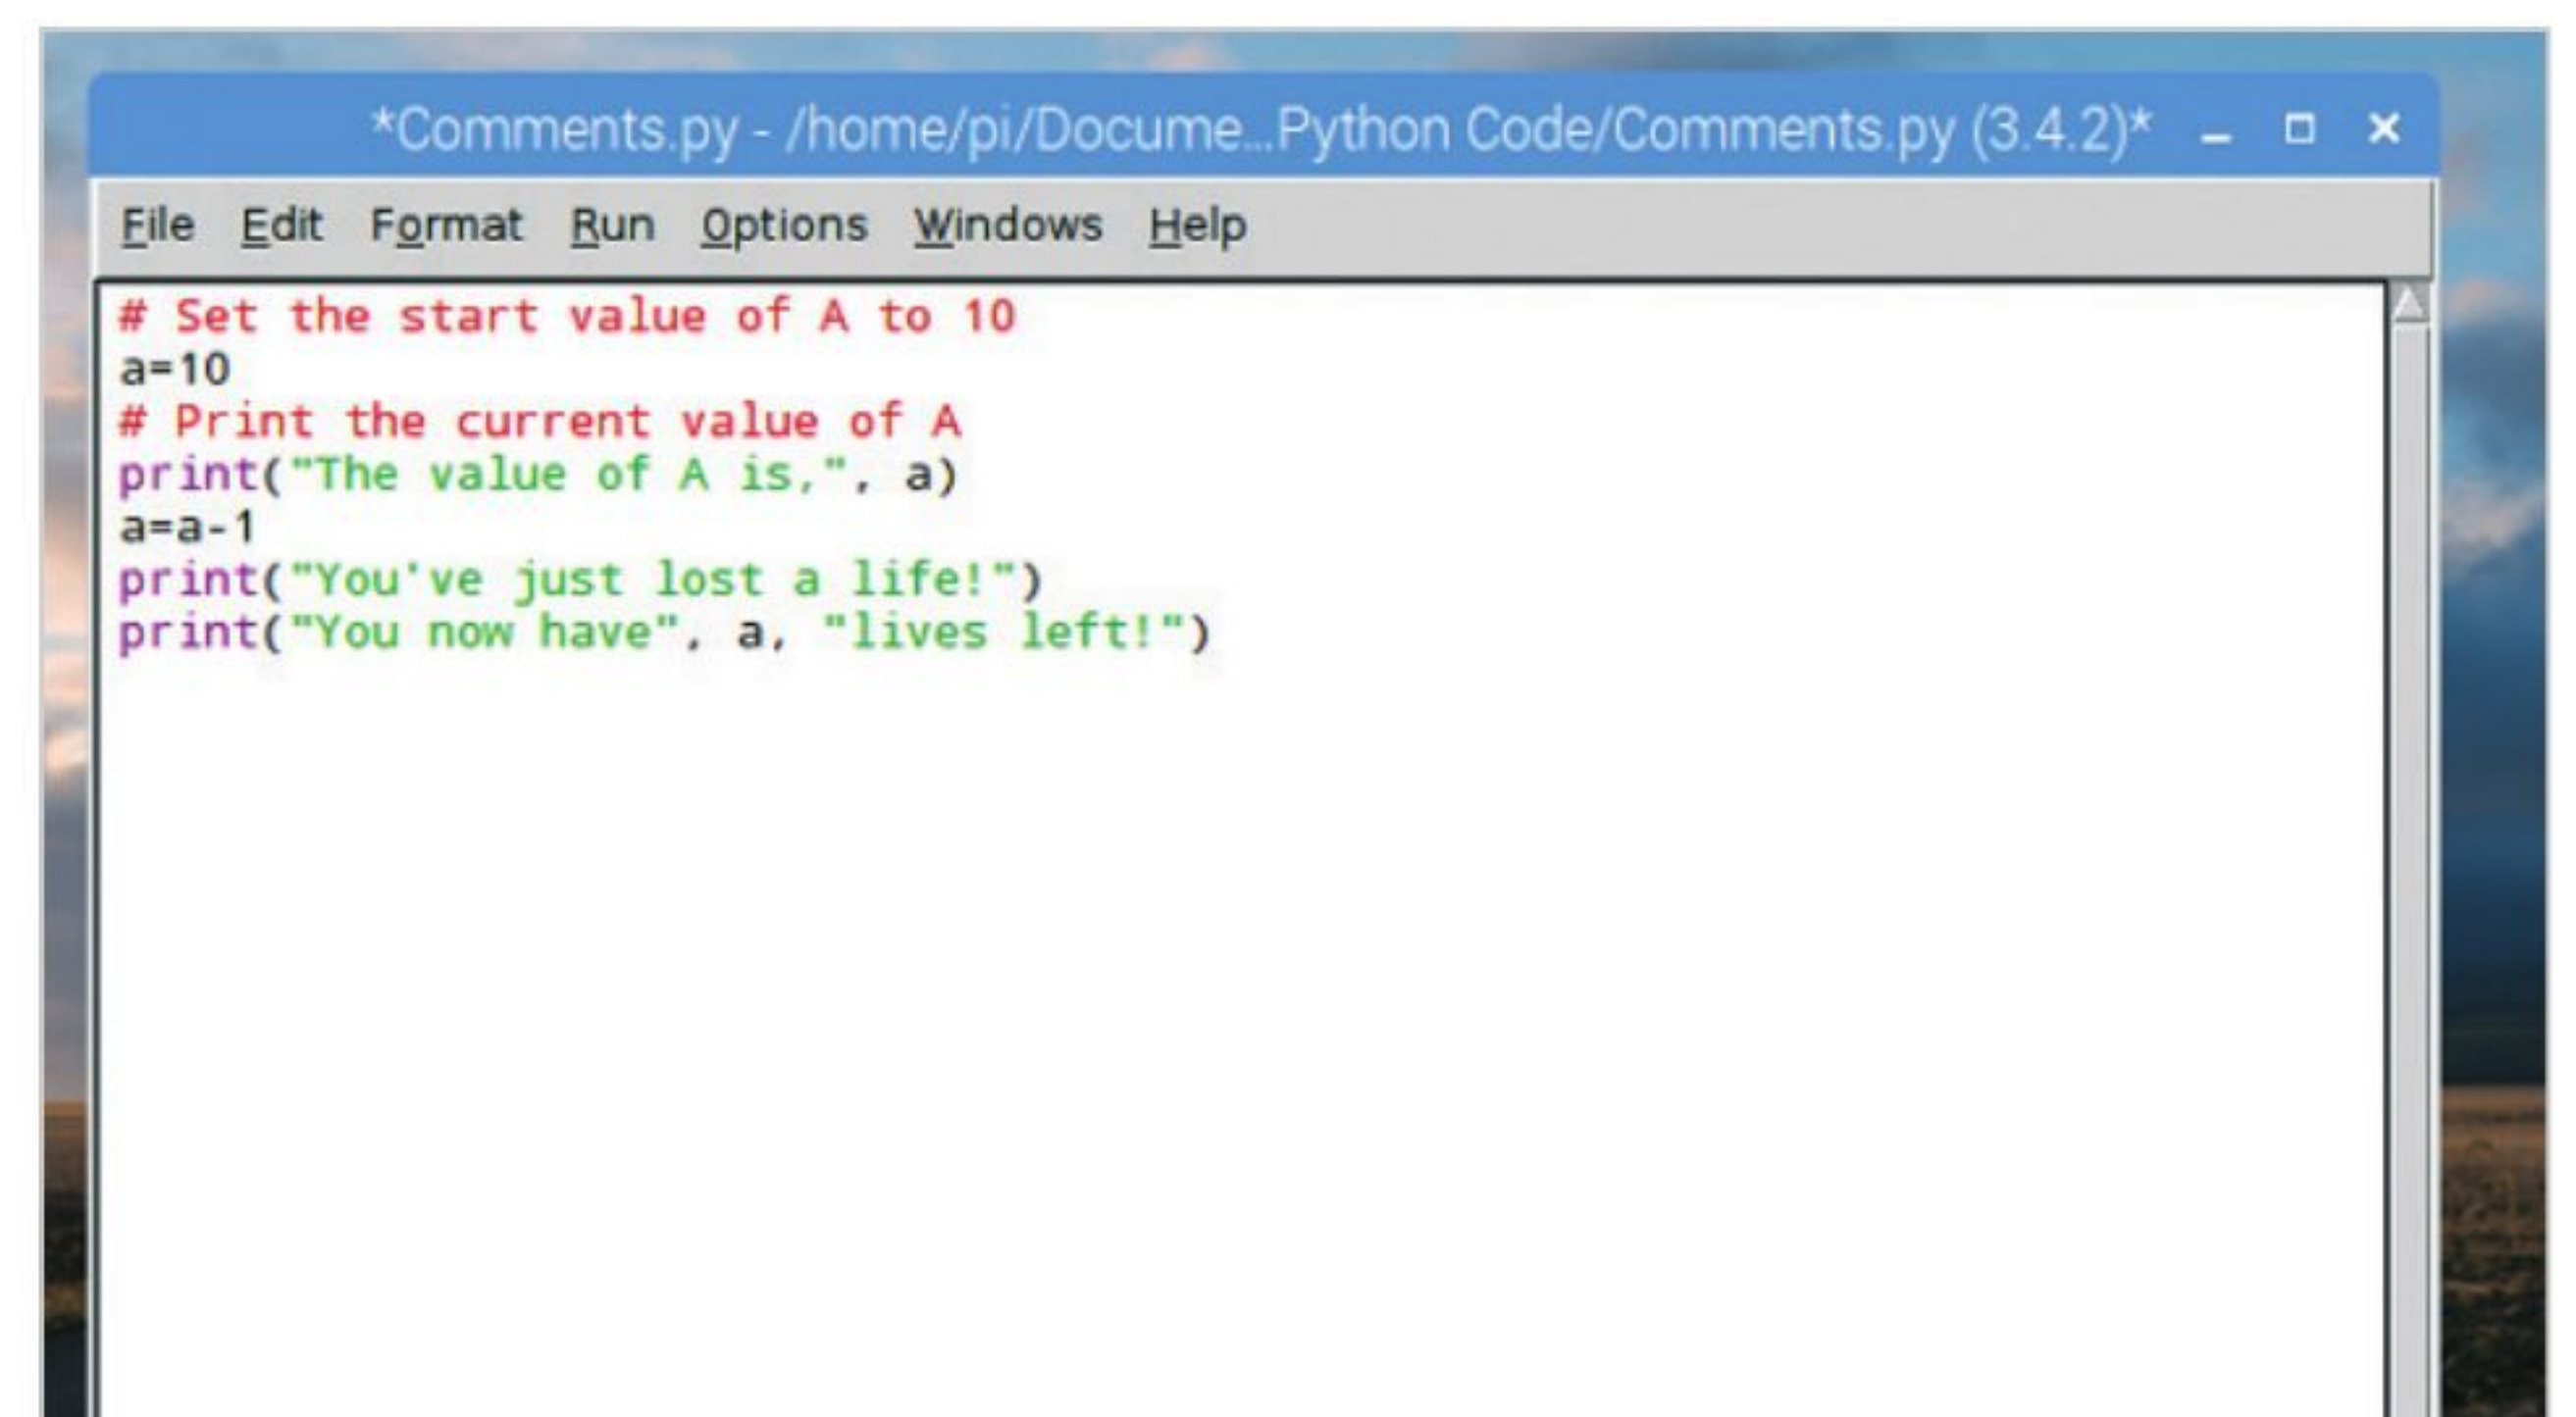 *Comments.py - /home/pi/Docume...Python Code/Comments.py (3.4.2)*
File Edit Format Run Options Windows Help
# Set the start value of A to 10
a=10
# Print the current value of A
print("The value of A is,", a)
a=a-1
print("You've just lost a life!")
print("You now have", a, "lives left!")